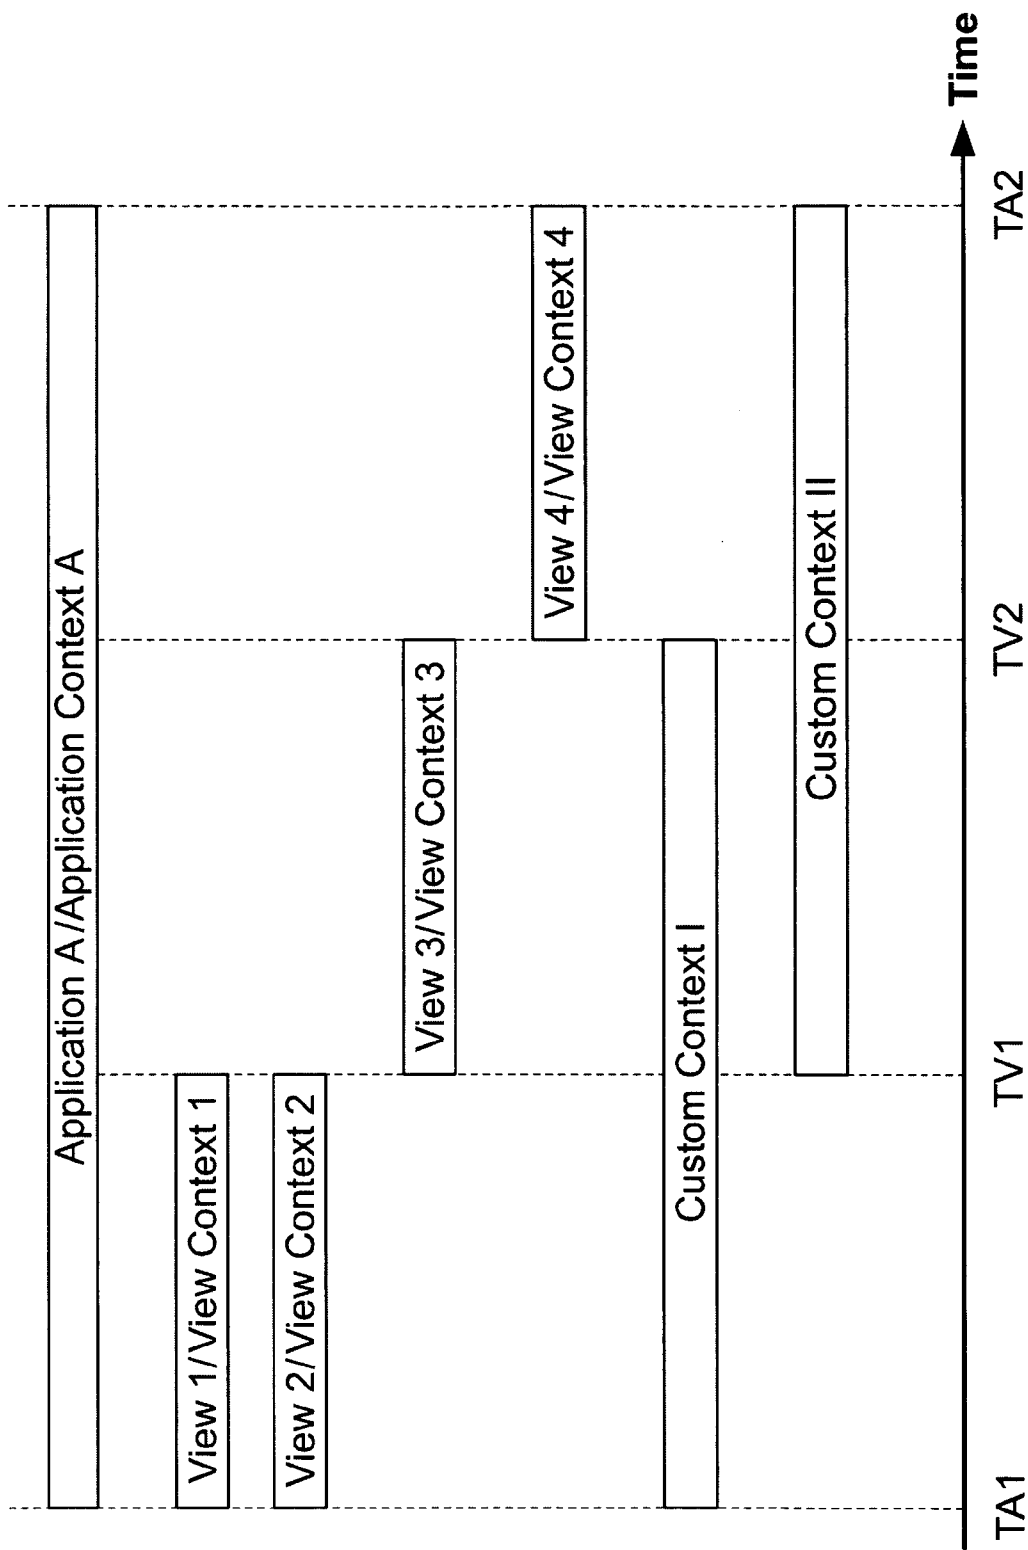 Application A /Application Context A
View 1/View Context 1
View 2/View Context 2
View 3/View Context 3
View 4/View Context 4
Custom Context I
Custom Context II
Time
TA1
TV1
TV2
TA2